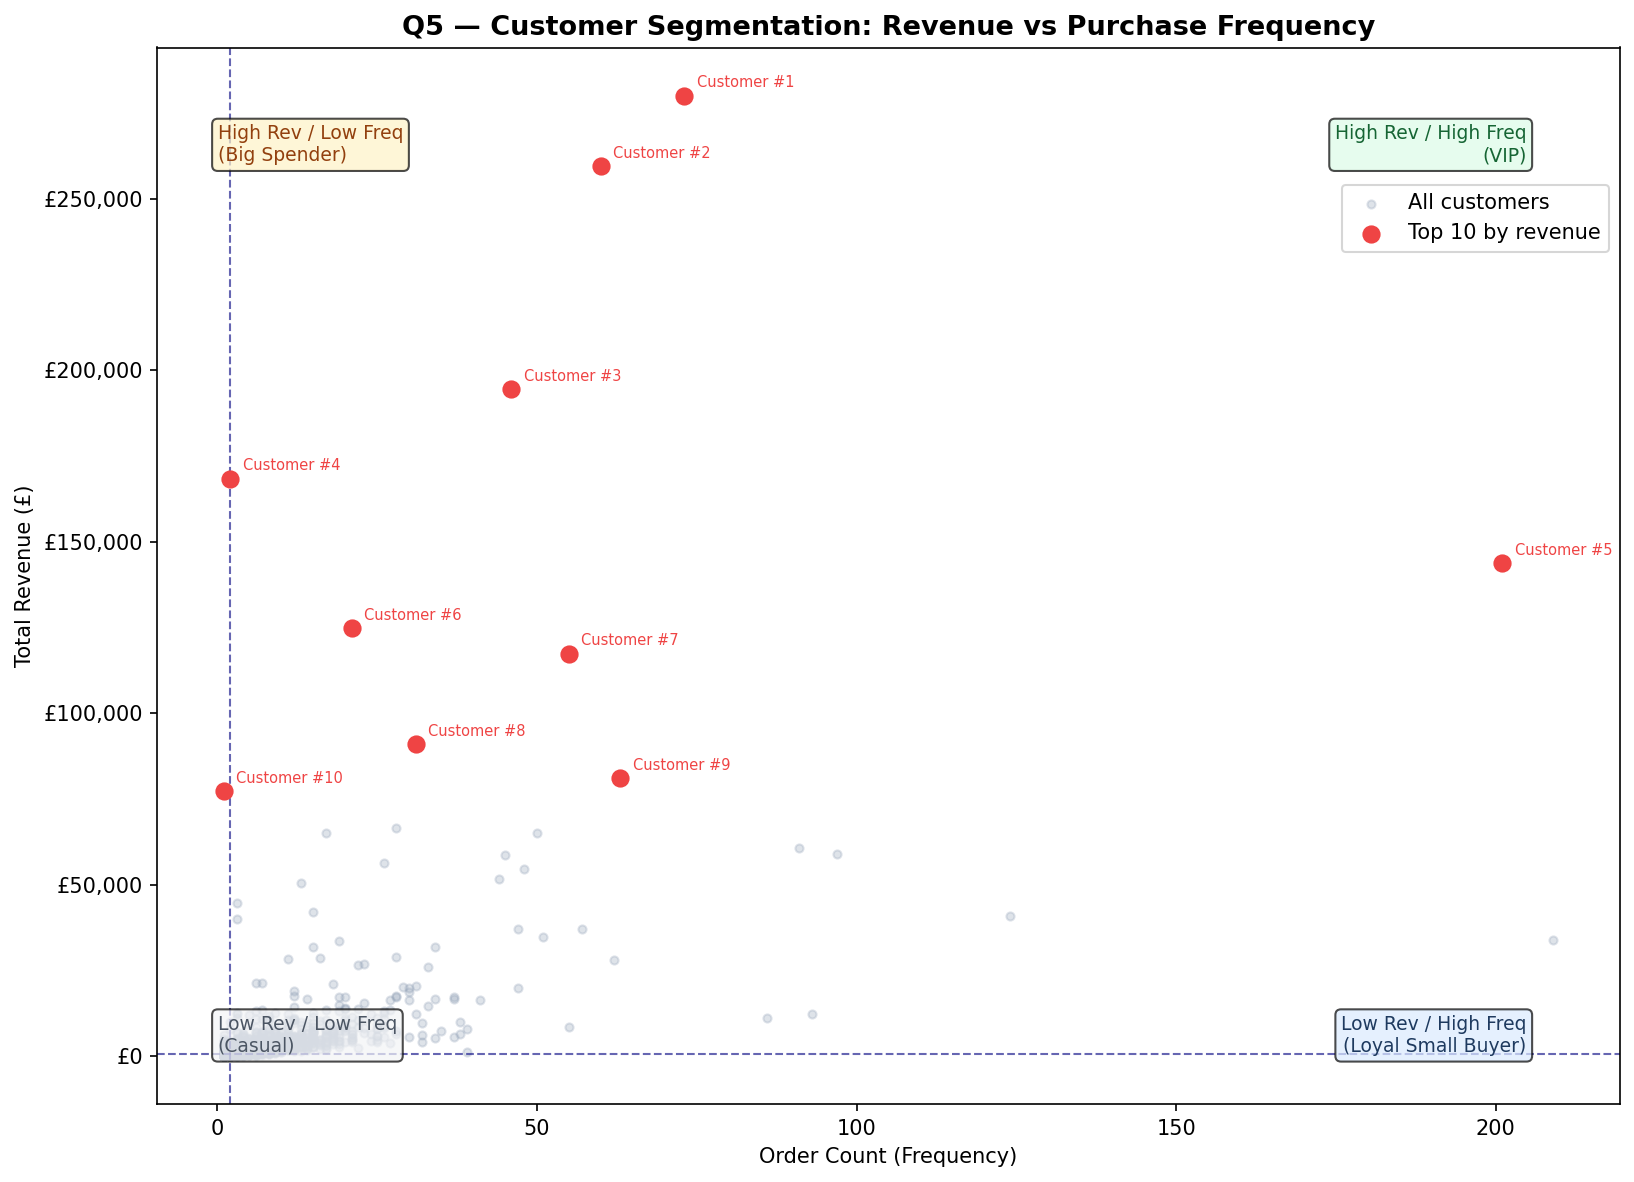 Q5 — Customer Segmentation: Revenue vs Purchase Frequency
Customer #1
High Rev / Low Freq
(Big Spender)
High Rev / High Freq
(VIP)
Customer #2
£250,000
All customers
Top 10 by revenue
£200,000
Customer #3
Customer #4
Total Revenue (£)
£150,000
Customer #5
Customer #6
Customer #7
£100,000
Customer #8
Customer #9
Customer #10
£50,000
Low Rev / Low Freq
(Casual)
Low Rev / High Freq
(Loyal Small Buyer)
£0
0
50
100
150
200
Order Count (Frequency)